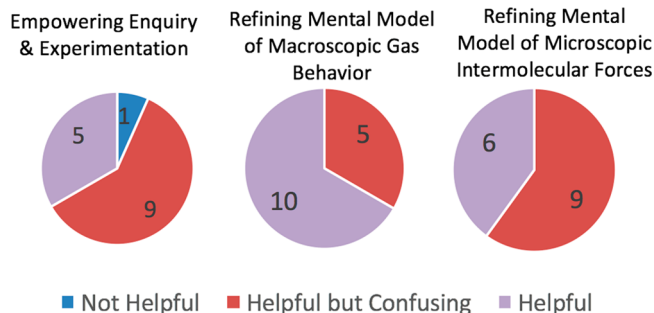 Empowering Enquiry
& Experimentation
Refining Mental Model
of Macroscopic Gas
Behavior
Refining Mental
Model of Microscopic
Intermolecular Forces
1
5
9
5
10
6
9
Not Helpful
Helpful but Confusing
Helpful